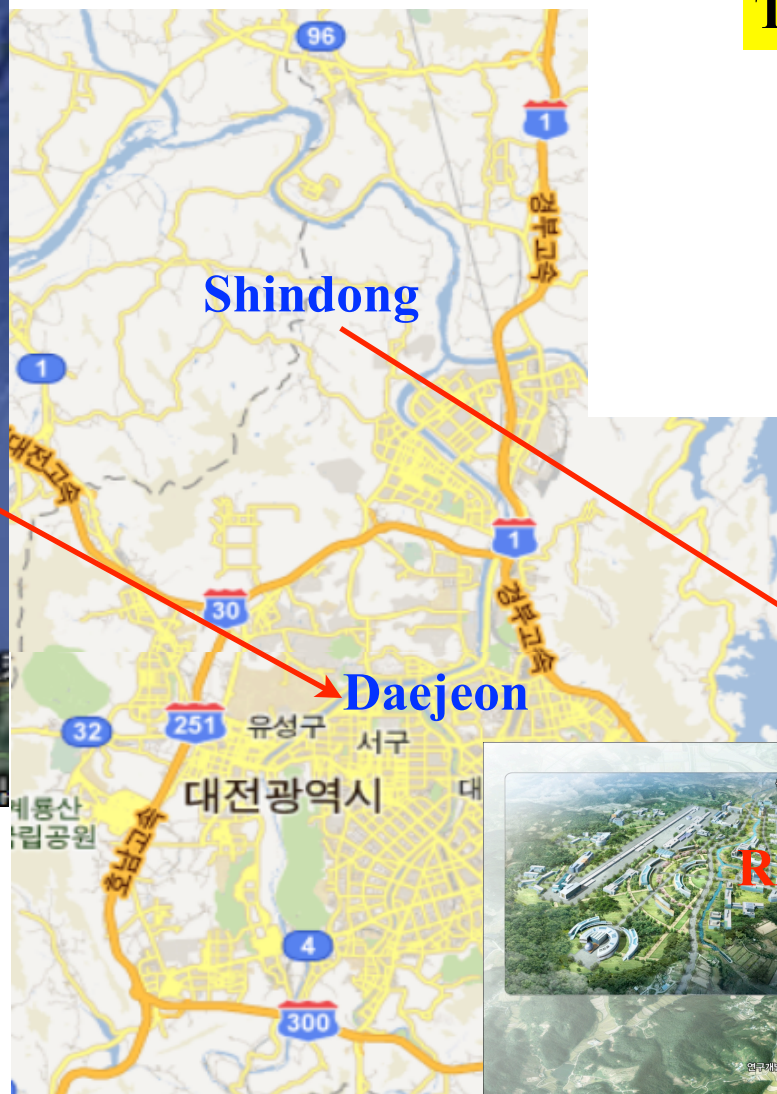 96
1
경부고속
Shindong
1
대전고속
1
30
경부고속
Daejeon
32
251
유성구
서구
대전광역시
대
계룡산
국립공원
호남고속
R
4
300